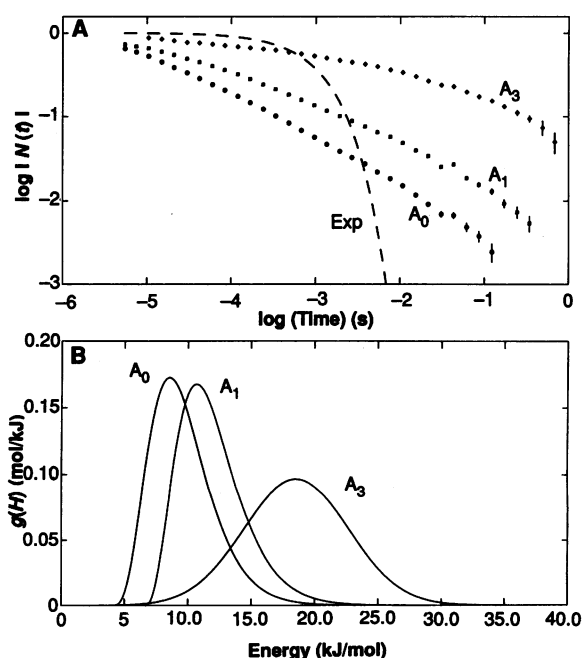 A
0
−1
−2
−3
log | N(t) |
A₃
A₁
A₀
Exp
−6 −5 −4 −3 −2 −1 0
log (Time) (s)
B
0.20
0.15
0.10
0.05
0
g(H) (mol/kJ)
A₀
A₁
A₃
0.0 5 10.0 15.0 20.0 25.0 30.0 35.0 40.0
Energy (kJ/mol)